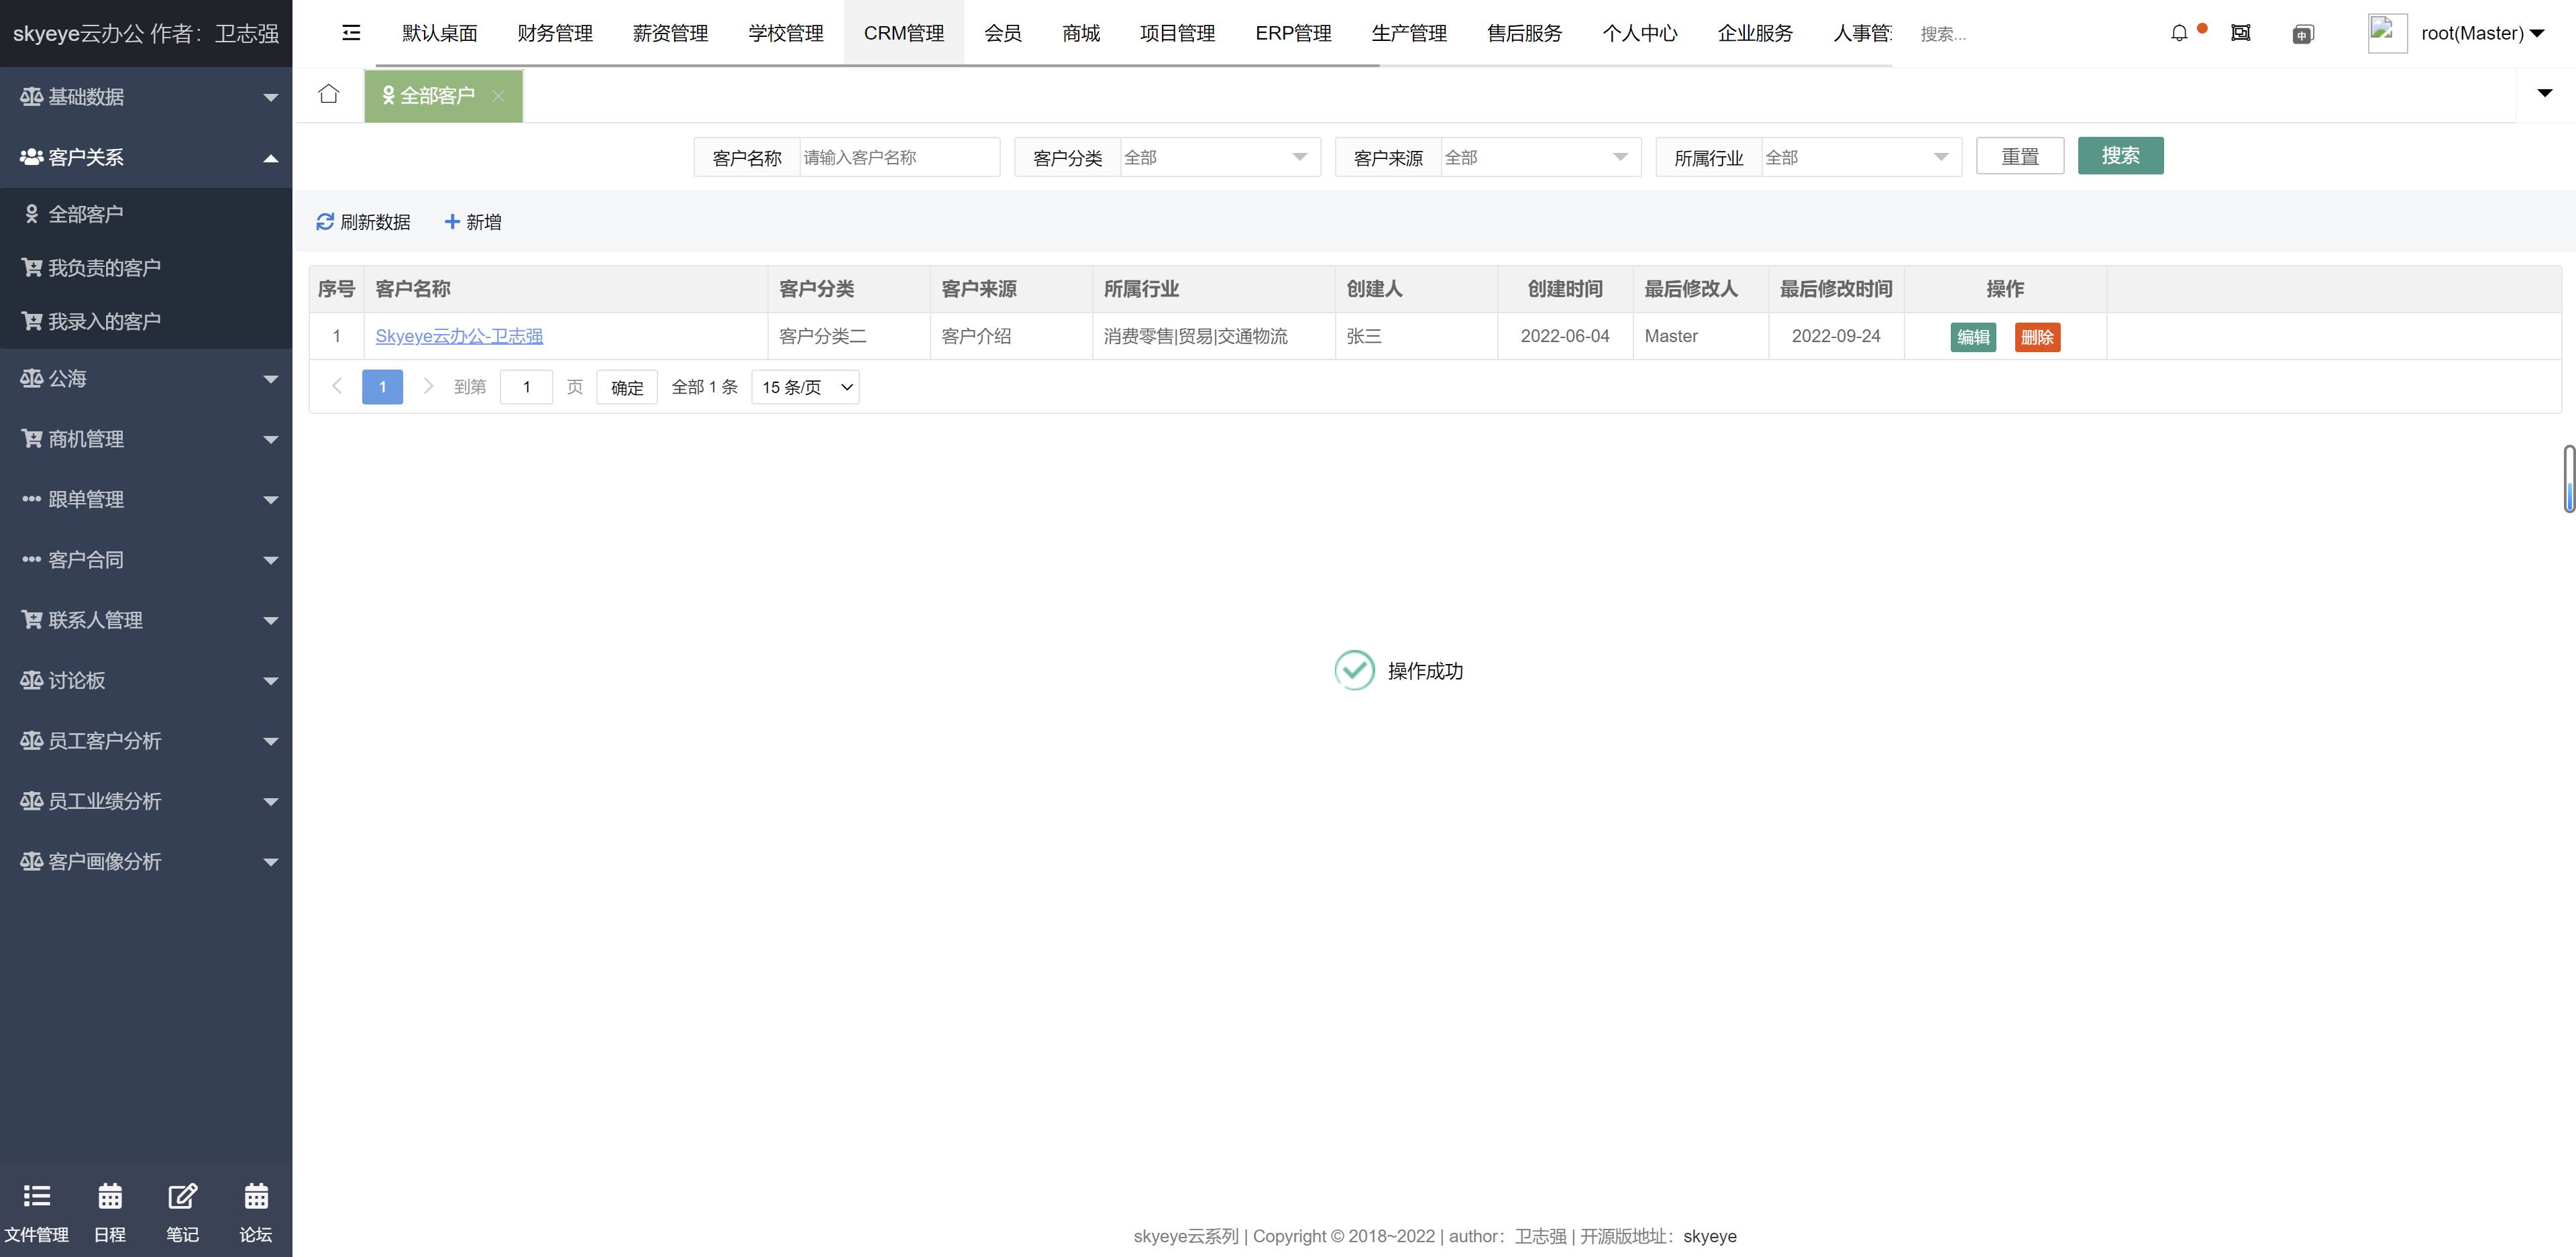 skyeye云办公 作者：卫志强
默认桌面 财务管理 薪资管理 学校管理 CRM管理 会员 商城 项目管理 ERP管理 生产管理 售后服务 个人中心 企业服务 人事管 搜索... 中 root(Master)
基础数据
客户关系
全部客户
我负责的客户
我录入的客户
公海
商机管理
跟单管理
客户合同
联系人管理
讨论板
员工客户分析
员工业绩分析
客户画像分析
文件管理 日程 笔记 论坛
全部客户
客户名称 请输入客户名称 客户分类 全部 客户来源 全部 所属行业 全部 重置 搜索
刷新数据 新增
序号 客户名称 客户分类 客户来源 所属行业 创建人 创建时间 最后修改人 最后修改时间 操作
1 Skyeye云办公-卫志强 客户分类二 客户介绍 消费零售|贸易|交通物流 张三 2022-06-04 Master 2022-09-24 编辑 删除
1 到第 1 页 确定 全部 1 条 15 条/页
操作成功
skyeye云系列 | Copyright © 2018~2022 | author：卫志强 | 开源版地址：skyeye